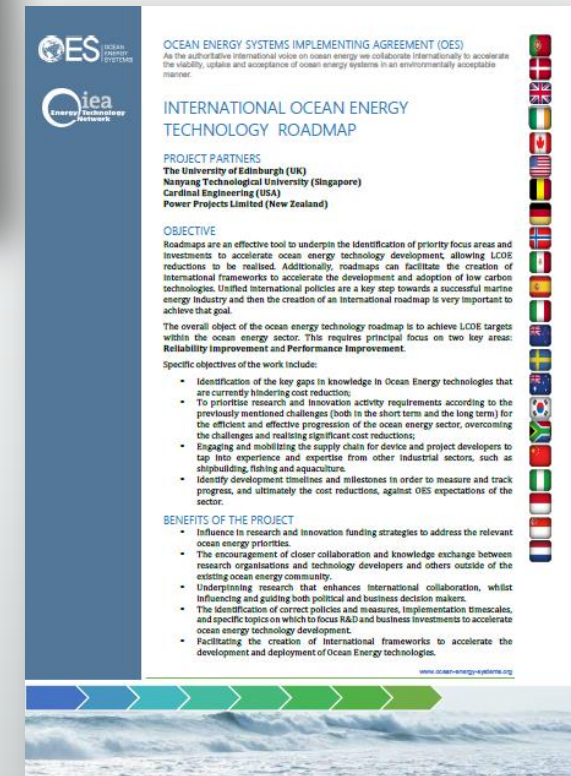 OES OCEAN
ENERGY
SYSTEMS
iea
Energy Technology
Network
OCEAN ENERGY SYSTEMS IMPLEMENTING AGREEMENT (OES)
As the authoritative international voice on ocean energy we collaborate internationally to accelerate
the viability, uptake and acceptance of ocean energy systems in an environmentally acceptable
manner.
INTERNATIONAL OCEAN ENERGY
TECHNOLOGY ROADMAP
PROJECT PARTNERS
The University of Edinburgh (UK)
Nanyang Technological University (Singapore)
Cardinal Engineering (USA)
Power Projects Limited (New Zealand)
OBJECTIVE
Roadmaps are an effective tool to underpin the identification of priority focus areas and
investments to accelerate ocean energy technology development, allowing LCOE
reductions to be realised. Additionally, roadmaps can facilitate the creation of
international frameworks to accelerate the development and adoption of low carbon
technologies. Unified international policies are a key step towards a successful marine
energy industry and then the creation of an international roadmap is very important to
achieve that goal.
The overall object of the ocean energy technology roadmap is to achieve LCOE targets
within the ocean energy sector. This requires principal focus on two key areas:
Reliability improvement and Performance Improvement.
Specific objectives of the work include:
- Identification of the key gaps in knowledge in Ocean Energy technologies that
are currently hindering cost reduction;
- To prioritise research and innovation activity requirements according to the
previously mentioned challenges (both in the short term and the long term) for
the efficient and effective progression of the ocean energy sector, overcoming
the challenges and realising significant cost reductions;
- Engaging and mobilizing the supply chain for device and project developers to
tap into experience and expertise from other industrial sectors, such as
shipbuilding, fishing and aquaculture.
- Identify development timelines and milestones in order to measure and track
progress, and ultimately the cost reductions, against OES expectations of the
sector.
BENEFITS OF THE PROJECT
- Influence in research and innovation funding strategies to address the relevant
ocean energy priorities.
- The encouragement of closer collaboration and knowledge exchange between
research organisations and technology developers and others outside of the
existing ocean energy community.
- Underpinning research that enhances international collaboration, whilst
influencing and guiding both political and business decision makers.
- The identification of correct policies and measures, implementation timescales,
and specific topics on which to focus R&D and business investments to accelerate
ocean energy technology development.
- Facilitating the creation of international frameworks to accelerate the
development and deployment of Ocean Energy technologies.
www.ocean-energy-systems.org